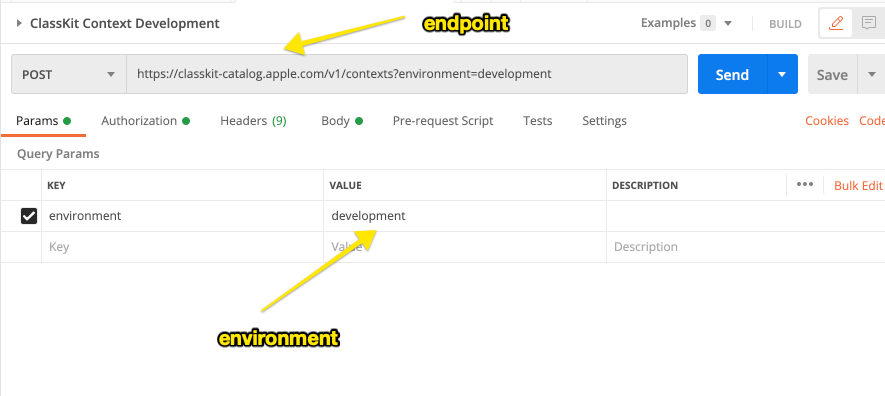 ClassKit Context Development
endpoint
Examples 0
BUILD
POST
https://classkit-catalog.apple.com/v1/contexts?environment=development
Send
Save
Params
Authorization
Headers (9)
Body
Pre-request Script
Tests
Settings
Cookies
Code
Query Params
KEY
VALUE
DESCRIPTION
Bulk Edit
environment
development
Key
Value
Description
environment